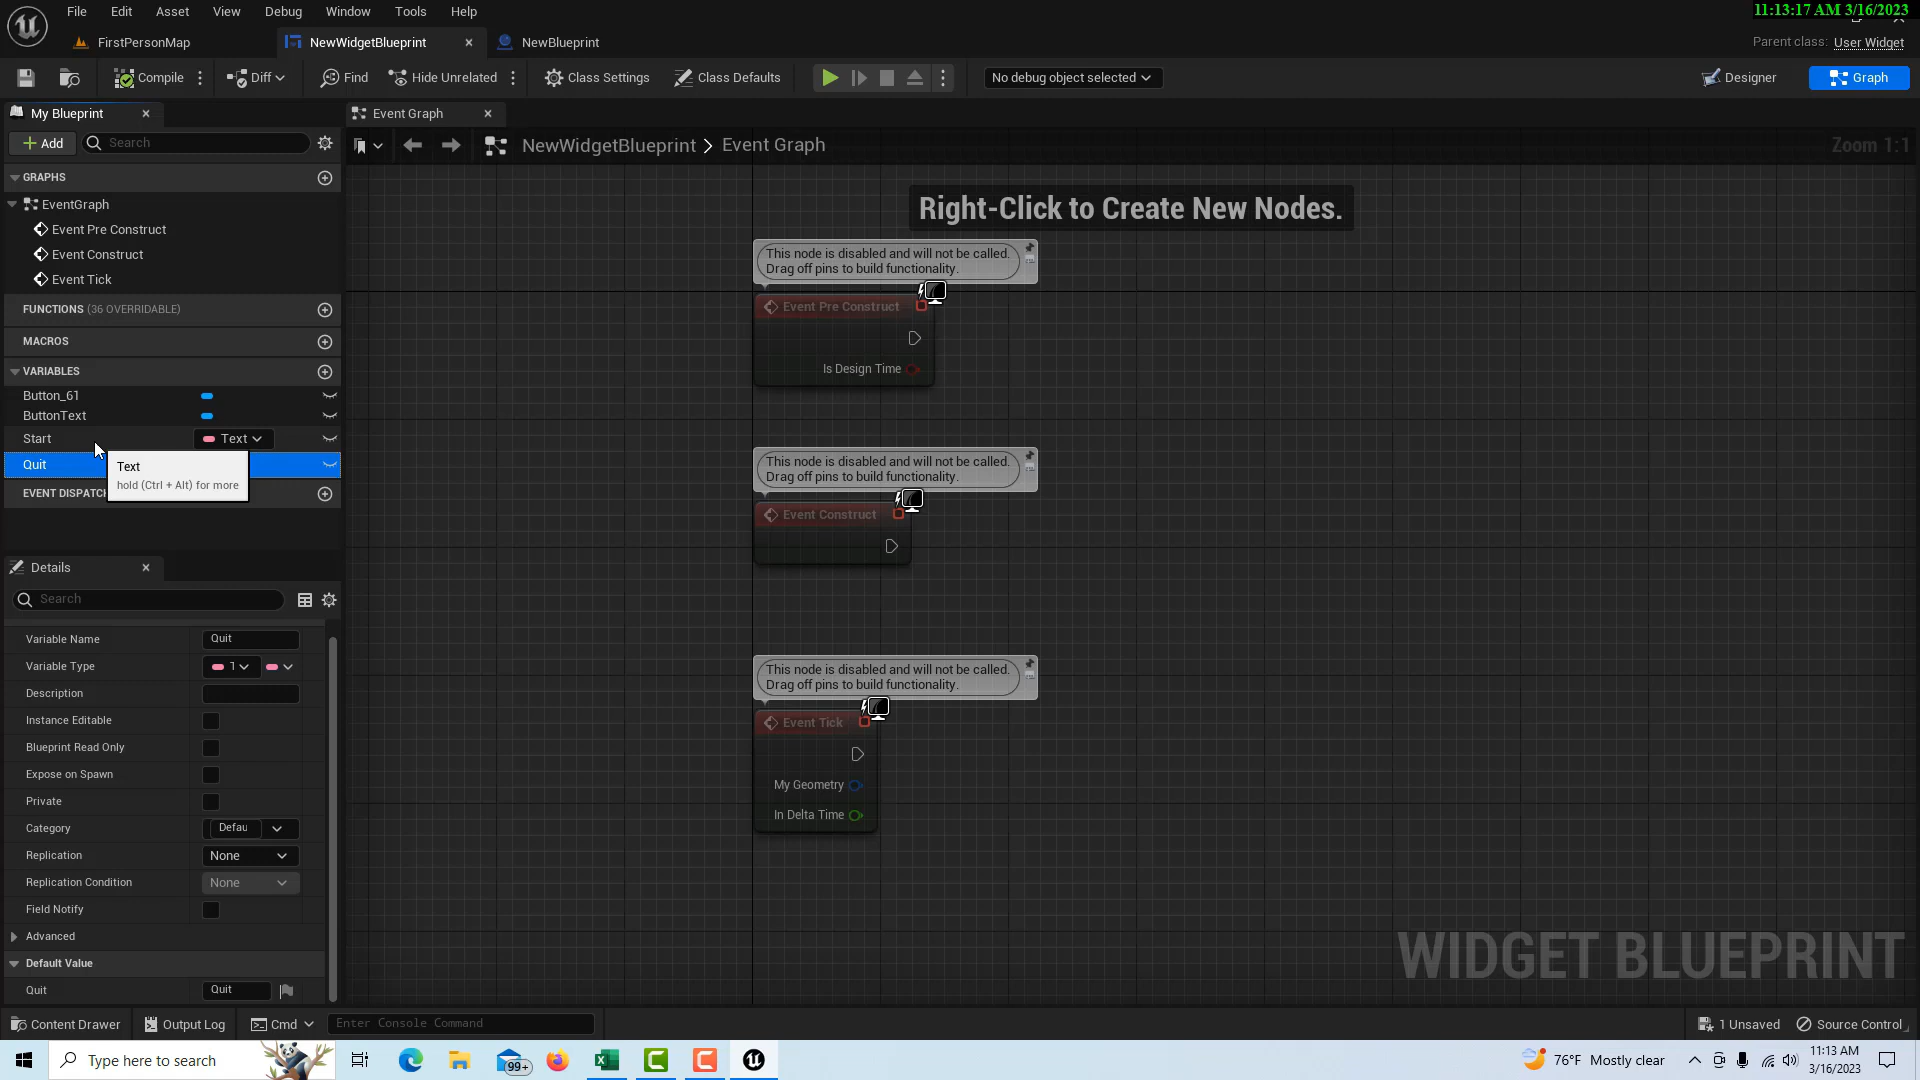 File Edit Asset View Debug Window Tools Help
11:13:17 AM 3/16/2023
FirstPersonMap
NewWidgetBlueprint
NewBlueprint
Parent class: User Widget
Compile
Diff
Find
Hide Unrelated
Class Settings
Class Defaults
No debug object selected
Designer
Graph
My Blueprint
Event Graph
Add
Search
NewWidgetBlueprint > Event Graph
Zoom 1:1
GRAPHS
Right-Click to Create New Nodes.
EventGraph
Event Pre Construct
Event Construct
Event Tick
FUNCTIONS (36 OVERRIDABLE)
MACROS
VARIABLES
Button_61
ButtonText
Start
Text
Quit
Text
hold (Ctrl + Alt) for more
EVENT DISPATCH
This node is disabled and will not be called.
Drag off pins to build functionality.
Event Pre Construct
Is Design Time
This node is disabled and will not be called.
Drag off pins to build functionality.
Event Construct
This node is disabled and will not be called.
Drag off pins to build functionality.
Event Tick
My Geometry
In Delta Time
Details
Search
Variable Name
Quit
Variable Type
Description
Instance Editable
Blueprint Read Only
Expose on Spawn
Private
Category
Defau
Replication
None
Replication Condition
None
Field Notify
Advanced
Default Value
Quit
Quit
WIDGET BLUEPRINT
Content Drawer
Output Log
Cmd
Enter Console Command
1 Unsaved
Source Control
Type here to search
99+
76°F Mostly clear
11:13 AM
3/16/2023